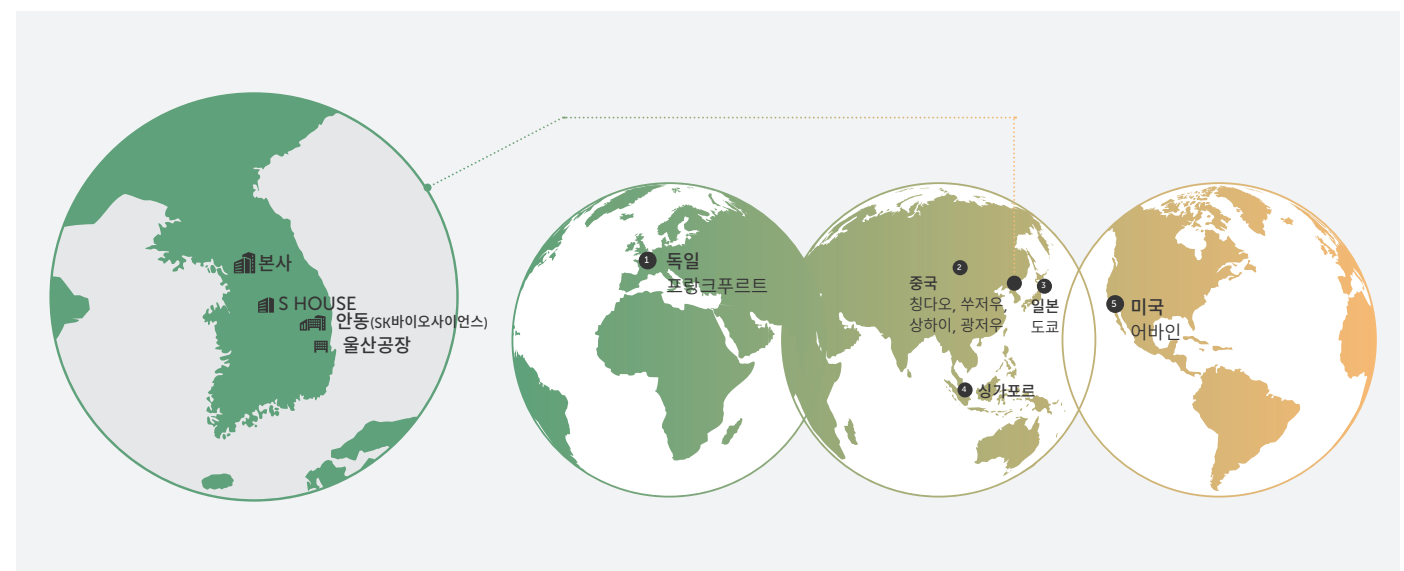 본사
S HOUSE
안동(SK바이오사이언스)
울산공장
1
독일
프랑크푸르트
2
중국
칭다오, 쑤저우,
상하이, 광저우
3
일본
도쿄
4
싱가포르
5
미국
어바인